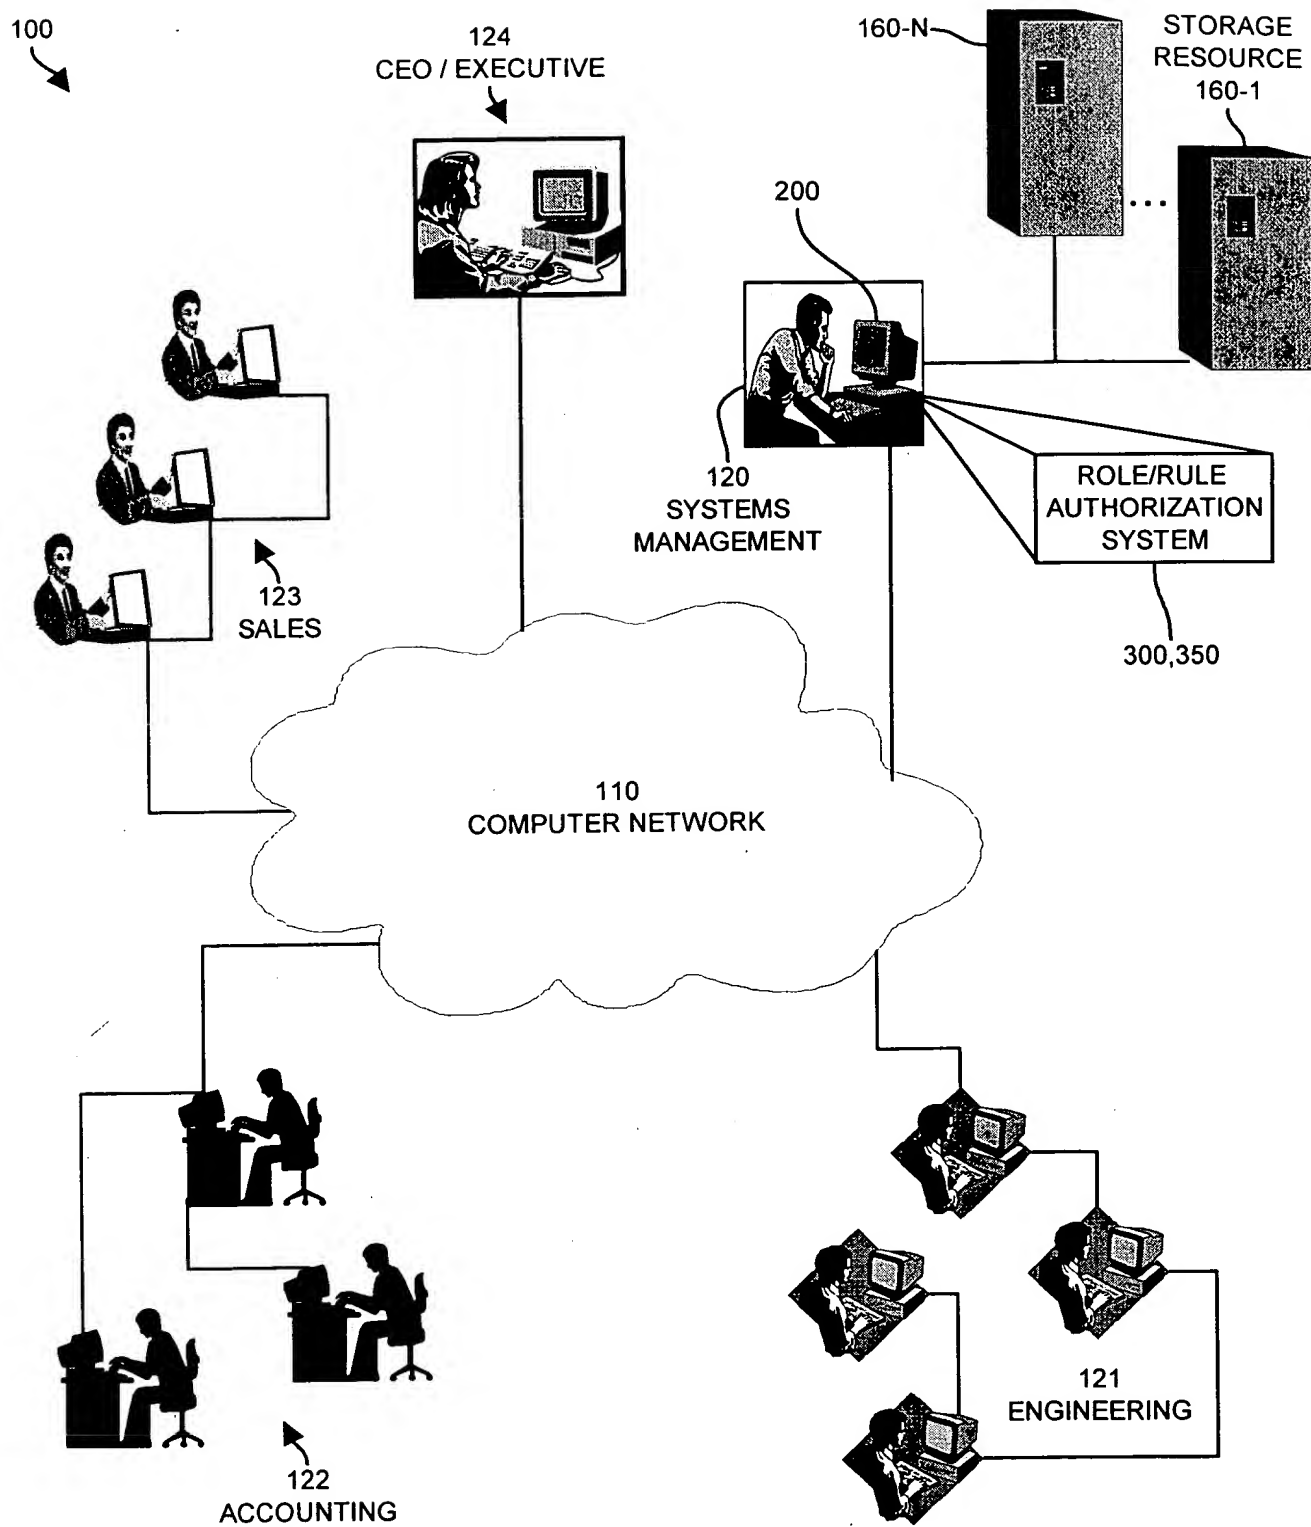 100
124
CEO / EXECUTIVE
160-N
STORAGE
RESOURCE
160-1
200
120
SYSTEMS
MANAGEMENT
ROLE/RULE
AUTHORIZATION
SYSTEM
300,350
123
SALES
110
COMPUTER NETWORK
121
ENGINEERING
122
ACCOUNTING